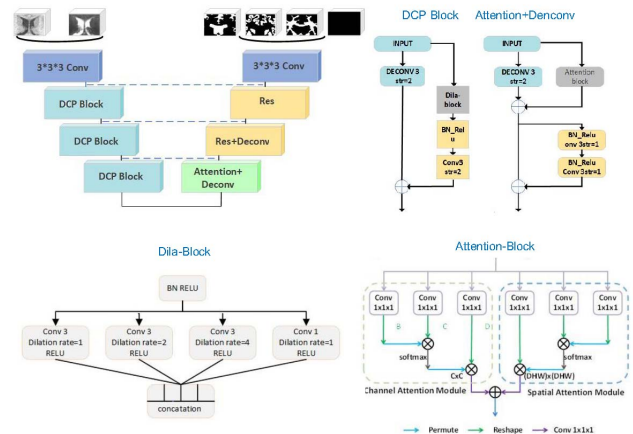 DCP Block
Attention+Denconv
3*3*3 Conv
3*3*3 Conv
DCP Block
Res
DCP Block
Res+Deconv
DCP Block
Attention+
Deconv
INPUT
DECONV 3
str=2
Dila-
block
BN_Rel
u
Conv3
str=2
INPUT
DECONV 3
str=2
Attention
block
BN_Relu
onv 3str=1
BN_Relu
Conv 3str=1
Dila-Block
BN RELU
Conv 3
Dilation rate=1
RELU
Conv 3
Dilation rate=2
RELU
Conv 3
Dilation rate=4
RELU
Conv 1
Dilation rate=1
RELU
concatation
Attention-Block
Conv
1x1x1
Conv
1x1x1
Conv
1x1x1
Conv
1x1x1
Conv
1x1x1
Conv
1x1x1
B
C
D
softmax
softmax
CxC
(DHW)x(DHW)
Channel Attention Module
Spatial Attention Module
Permute
Reshape
Conv 1x1x1